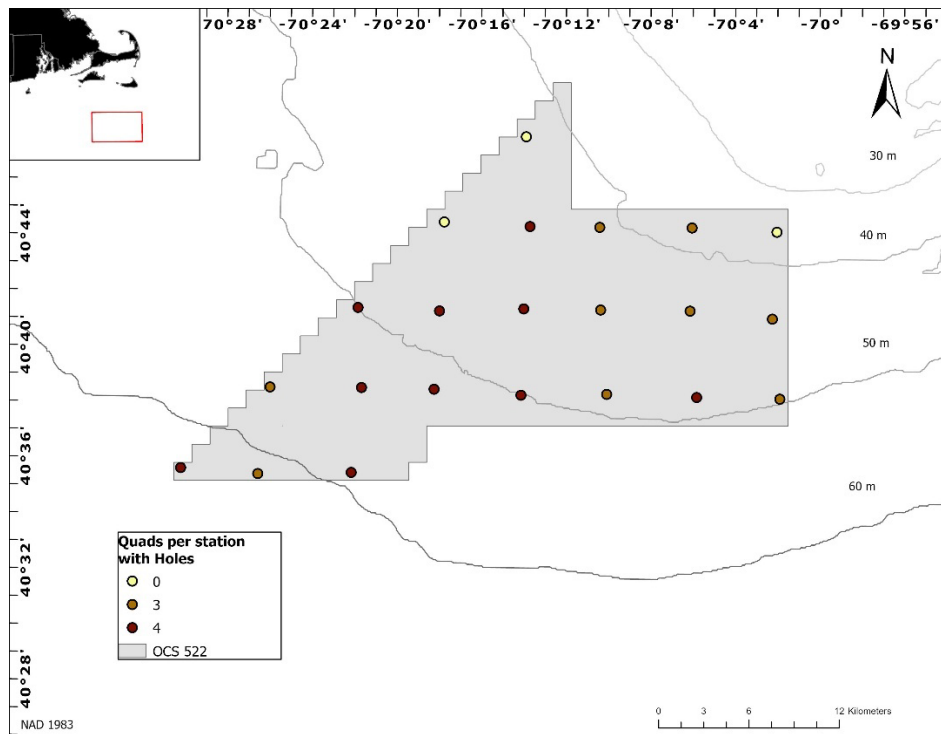 70°28' -70°24' -70°20' -70°16' -70°12' -70°8' -70°4' -70° -69°56'
N
30 m
40°44'
40 m
40°40'
50 m
40°36'
60 m
40°32'
40°28'
Quads per station
with Holes
0
3
4
OCS 522
NAD 1983
0 3 6 12 Kilometers